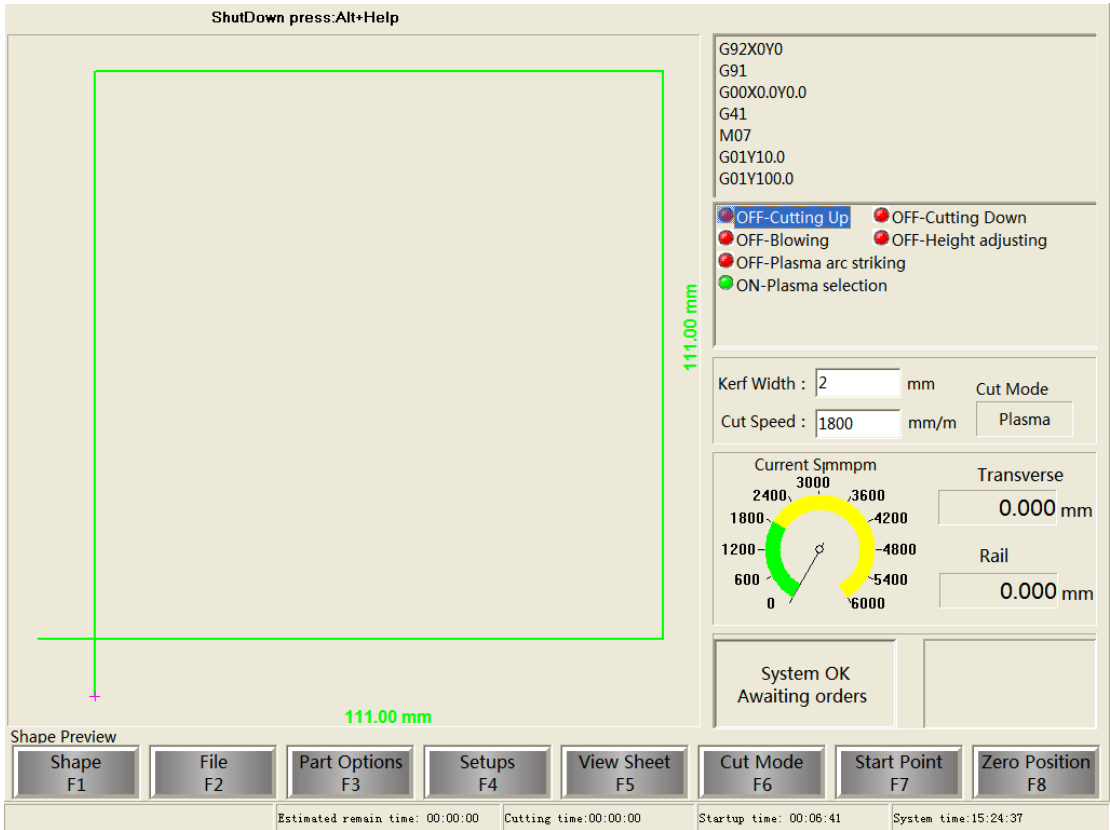 ShutDown press:Alt+Help
G92X0Y0
G91
G00X0.0Y0.0
G41
M07
G01Y10.0
G01Y100.0
OFF-Cutting Up OFF-Cutting Down
OFF-Blowing OFF-Height adjusting
OFF-Plasma arc striking
ON-Plasma selection
111.00 mm
Kerf Width : 2 mm
Cut Mode
Cut Speed : 1800 mm/m Plasma
Current Smmpm
Transverse
0.000 mm
Rail
0.000 mm
0
600
1200
1800
2400
3000
3600
4200
4800
5400
6000
System OK
Awaiting orders
111.00 mm
Shape Preview
Shape
F1
File
F2
Part Options
F3
Setups
F4
View Sheet
F5
Cut Mode
F6
Start Point
F7
Zero Position
F8
Estimated remain time: 00:00:00 Cutting time:00:00:00 Startup time: 00:06:41 System time:15:24:37